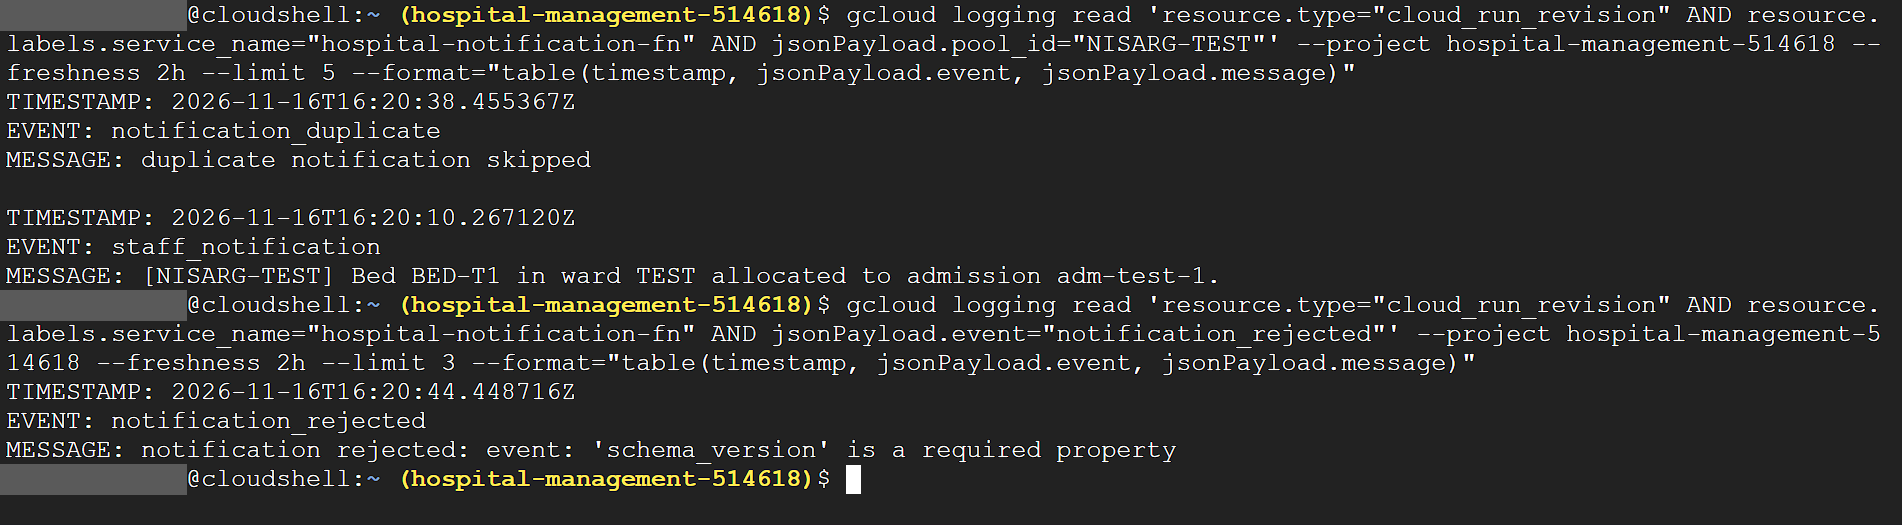 @cloudshell:~ (hospital-management-514618)$ gcloud logging read 'resource.type="cloud_run_revision" AND resource.
labels.service_name="hospital-notification-fn" AND jsonPayload.pool_id="NISARG-TEST"' --project hospital-management-514618 --
freshness 2h --limit 5 --format="table(timestamp, jsonPayload.event, jsonPayload.message)"
TIMESTAMP: 2026-11-16T16:20:38.455367Z
EVENT: notification_duplicate
MESSAGE: duplicate notification skipped

TIMESTAMP: 2026-11-16T16:20:10.267120Z
EVENT: staff_notification
MESSAGE: [NISARG-TEST] Bed BED-T1 in ward TEST allocated to admission adm-test-1.
@cloudshell:~ (hospital-management-514618)$ gcloud logging read 'resource.type="cloud_run_revision" AND resource.
labels.service_name="hospital-notification-fn" AND jsonPayload.event="notification_rejected"' --project hospital-management-5
14618 --freshness 2h --limit 3 --format="table(timestamp, jsonPayload.event, jsonPayload.message)"
TIMESTAMP: 2026-11-16T16:20:44.448716Z
EVENT: notification_rejected
MESSAGE: notification rejected: event: 'schema_version' is a required property
@cloudshell:~ (hospital-management-514618)$